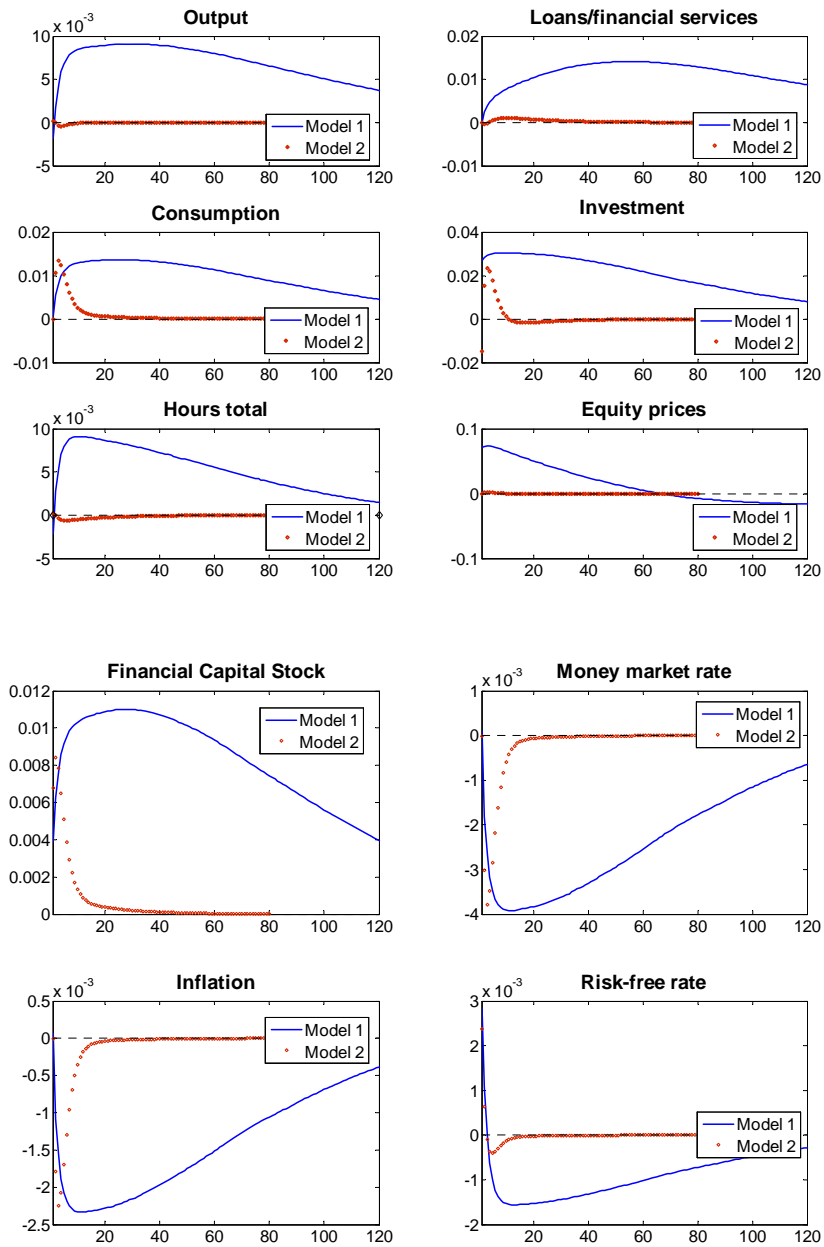 Output
x 10⁻³
10
5
0
-5
20 40 60 80 100 120
Model 1
Model 2
Loans/financial services
0.02
0.01
0
-0.01
20 40 60 80 100 120
Model 1
Model 2
Consumption
0.02
0.01
0
-0.01
20 40 60 80 100 120
Model 1
Model 2
Investment
0.04
0.02
0
-0.02
20 40 60 80 100 120
Model 1
Model 2
Hours total
x 10⁻³
10
5
0
-5
20 40 60 80 100 120
Model 1
Model 2
Equity prices
0.1
0
-0.1
20 40 60 80 100 120
Model 1
Model 2
Financial Capital Stock
0.012
0.01
0.008
0.006
0.004
0.002
0
20 40 60 80 100 120
Model 1
Model 2
Money market rate
x 10⁻³
1
0
-1
-2
-3
-4
20 40 60 80 100 120
Model 1
Model 2
Inflation
x 10⁻³
0.5
0
-0.5
-1
-1.5
-2
-2.5
20 40 60 80 100 120
Model 1
Model 2
Risk-free rate
x 10⁻³
3
2
1
0
-1
-2
20 40 60 80 100 120
Model 1
Model 2